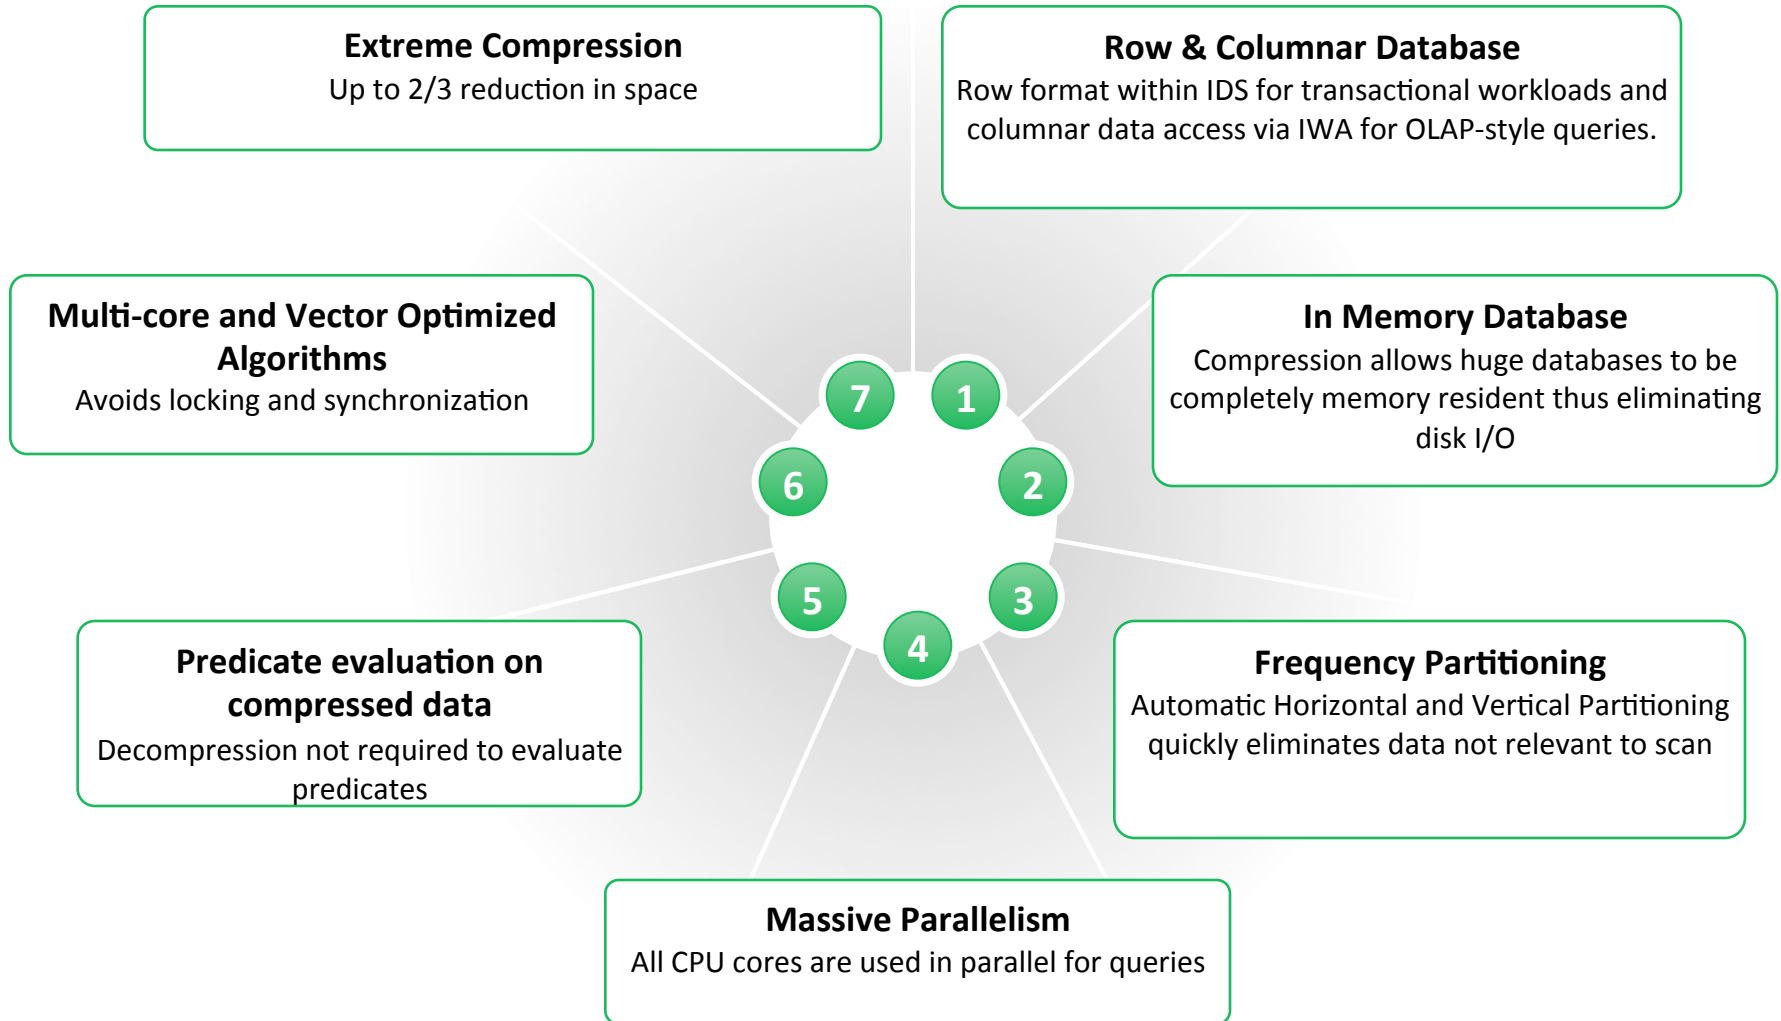 Extreme Compression
Up to 2/3 reduction in space
Row & Columnar Database
Row format within IDS for transactional workloads and
columnar data access via IWA for OLAP-style queries.
Multi-core and Vector Optimized
Algorithms
Avoids locking and synchronization
In Memory Database
Compression allows huge databases to be
completely memory resident thus eliminating
disk I/O
7
1
6
2
5
3
4
Predicate evaluation on
compressed data
Decompression not required to evaluate
predicates
Frequency Partitioning
Automatic Horizontal and Vertical Partitioning
quickly eliminates data not relevant to scan
Massive Parallelism
All CPU cores are used in parallel for queries